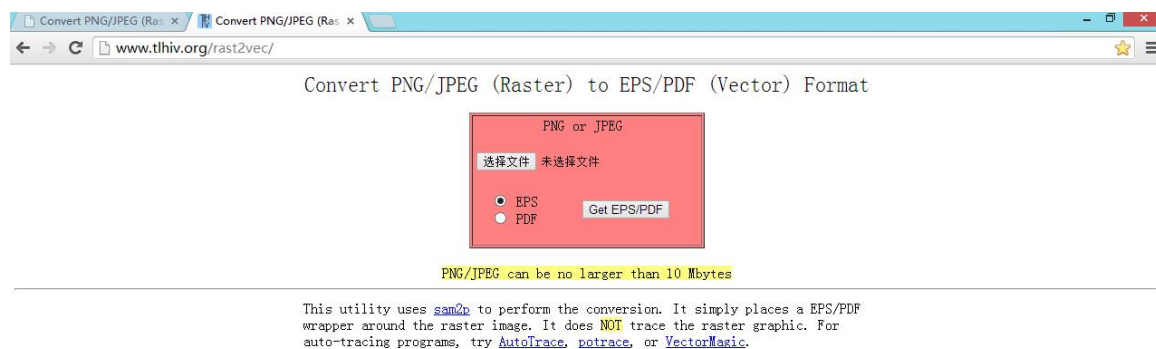 Convert PNG/JPEG (Ras
Convert PNG/JPEG (Ras
www.tlhiv.org/rast2vec/
Convert PNG/JPEG (Raster) to EPS/PDF (Vector) Format
PNG or JPEG
选择文件 未选择文件
EPS
PDF
Get EPS/PDF
PNG/JPEG can be no larger than 10 Mbytes
This utility uses sam2p to perform the conversion. It simply places a EPS/PDF
wrapper around the raster image. It does NOT trace the raster graphic. For
auto-tracing programs, try AutoTrace, potrace, or VectorMagic.